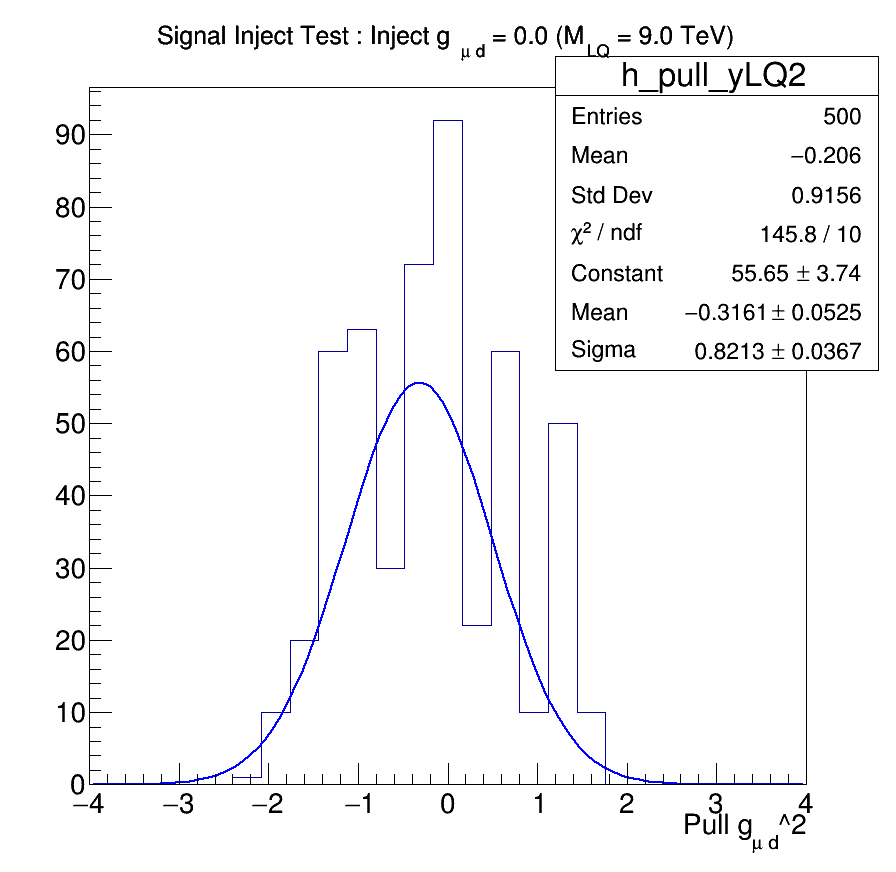 Signal Inject Test : Inject g μ d = 0.0 (M LQ = 9.0 TeV)
h_pull_yLQ2
Entries 500
Mean −0.206
Std Dev 0.9156
χ² / ndf 145.8 / 10
Constant 55.65 ± 3.74
Mean −0.3161 ± 0.0525
Sigma 0.8213 ± 0.0367
90
80
70
60
50
40
30
20
10
0
−4 −3 −2 −1 0 1 2 3 4
Pull g μ d ^2